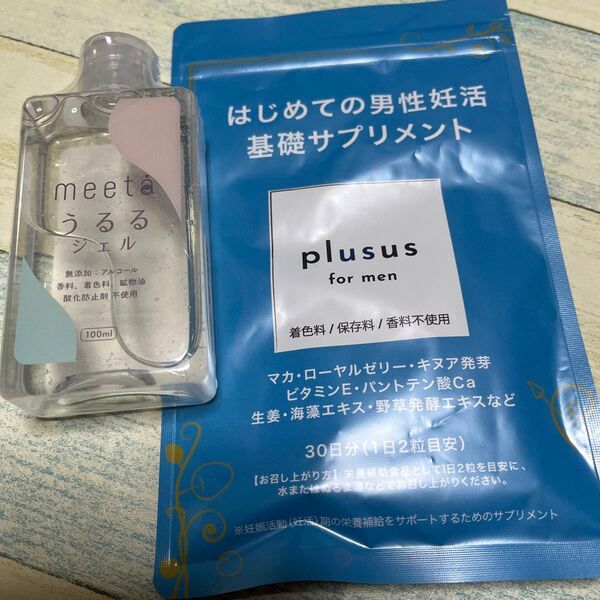 meeta
うるる
ジェル
無添加：アルコール
香料、着色料、鉱物油
酸化防止剤 不使用
100ml
はじめての男性妊活
基礎サプリメント
plusus
for men
着色料 / 保存料 / 香料不使用
マカ・ローヤルゼリー・キヌア発芽
ビタミンE・パントテン酸Ca
生姜・海藻エキス・野草発酵エキスなど
30日分（1日2粒目安）
【お召し上がり方】栄養補助食品として1日2粒を目安に、
水またはぬるま湯などでお召し上がりください。
※妊娠活動（妊活）期の栄養補給をサポートするためのサプリメント